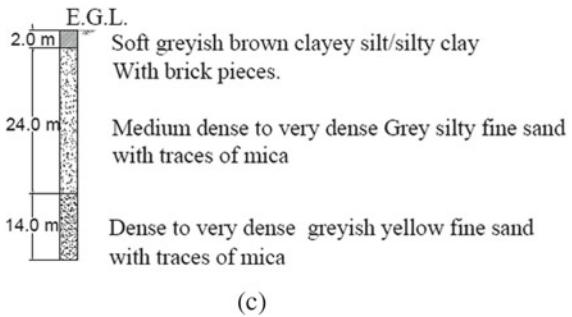 E.G.L.
2.0 m
Soft greyish brown clayey silt/silty clay
With brick pieces.
24.0 m
Medium dense to very dense Grey silty fine sand
with traces of mica
14.0 m
Dense to very dense greyish yellow fine sand
with traces of mica
(c)